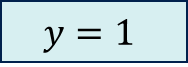 y = 1